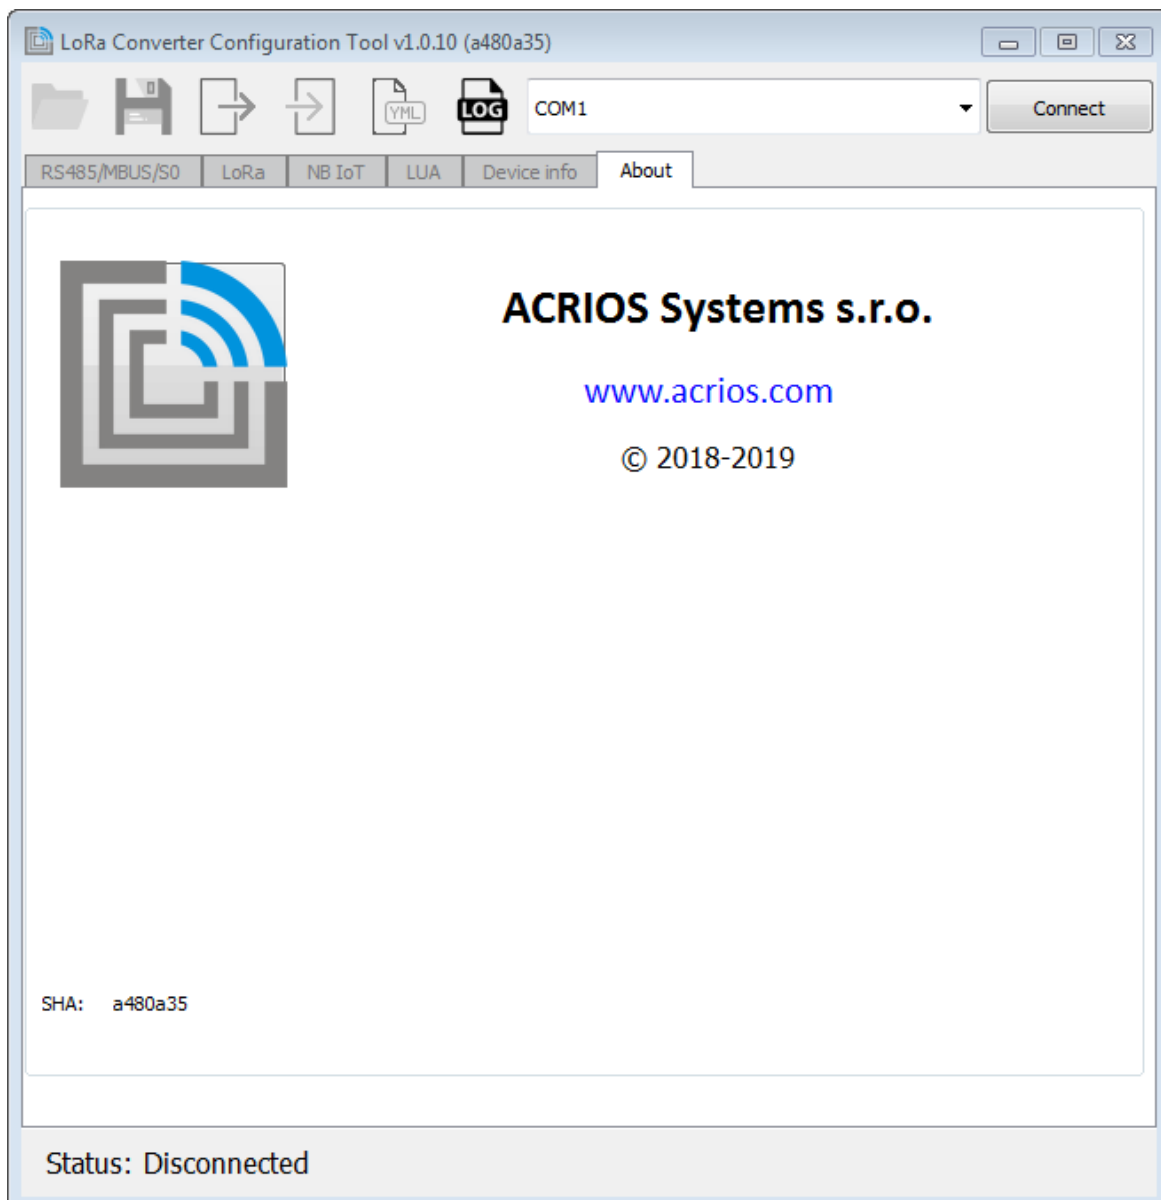 LoRa Converter Configuration Tool v1.0.10 (a480a35)
YML LOG COM1 Connect
RS485/MBUS/S0 LoRa NB IoT LUA Device info About
ACRIOS Systems s.r.o.
www.acrios.com
© 2018-2019
SHA: a480a35
Status: Disconnected